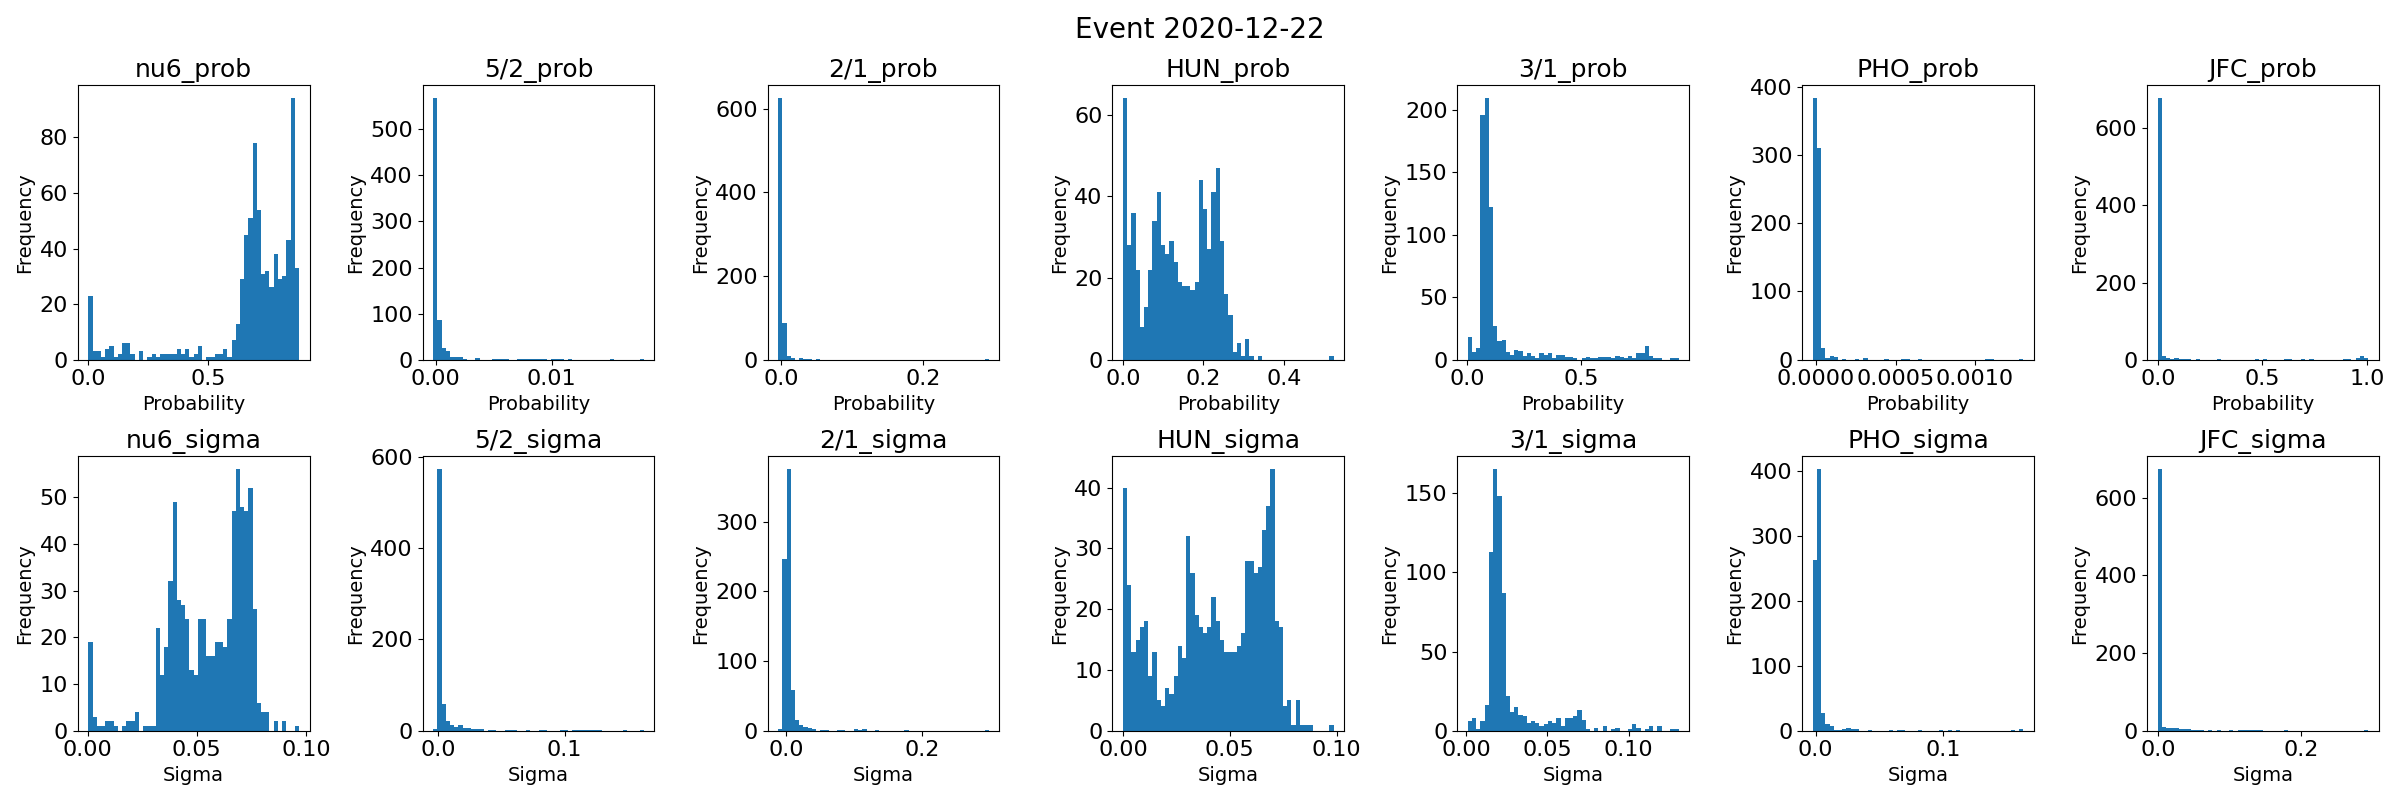 Event 2020-12-22
nu6_prob
5/2_prob
2/1_prob
HUN_prob
3/1_prob
PHO_prob
JFC_prob
Frequency
80
60
40
20
0
0.0 0.5
Probability
Frequency
500
400
300
200
100
0
0.00 0.01
Probability
Frequency
600
400
200
0
0.0 0.2
Probability
Frequency
60
40
20
0
0.0 0.2 0.4
Probability
Frequency
200
150
100
50
0
0.0 0.5
Probability
Frequency
400
300
200
100
0
0.0000 0.0005 0.0010
Probability
Frequency
600
400
200
0
0.0 0.5 1.0
Probability
nu6_sigma
5/2_sigma
2/1_sigma
HUN_sigma
3/1_sigma
PHO_sigma
JFC_sigma
Frequency
50
40
30
20
10
0
0.00 0.05 0.10
Sigma
Frequency
600
400
200
0
0.0 0.1
Sigma
Frequency
300
200
100
0
0.0 0.2
Sigma
Frequency
40
30
20
10
0
0.00 0.05 0.10
Sigma
Frequency
150
100
50
0
0.00 0.05 0.10
Sigma
Frequency
400
300
200
100
0
0.0 0.1
Sigma
Frequency
600
400
200
0
0.0 0.2
Sigma